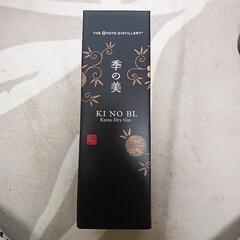 THE KYOTO DISTILLERY
季の美
KI NO BI
Kyoto Dry Gin